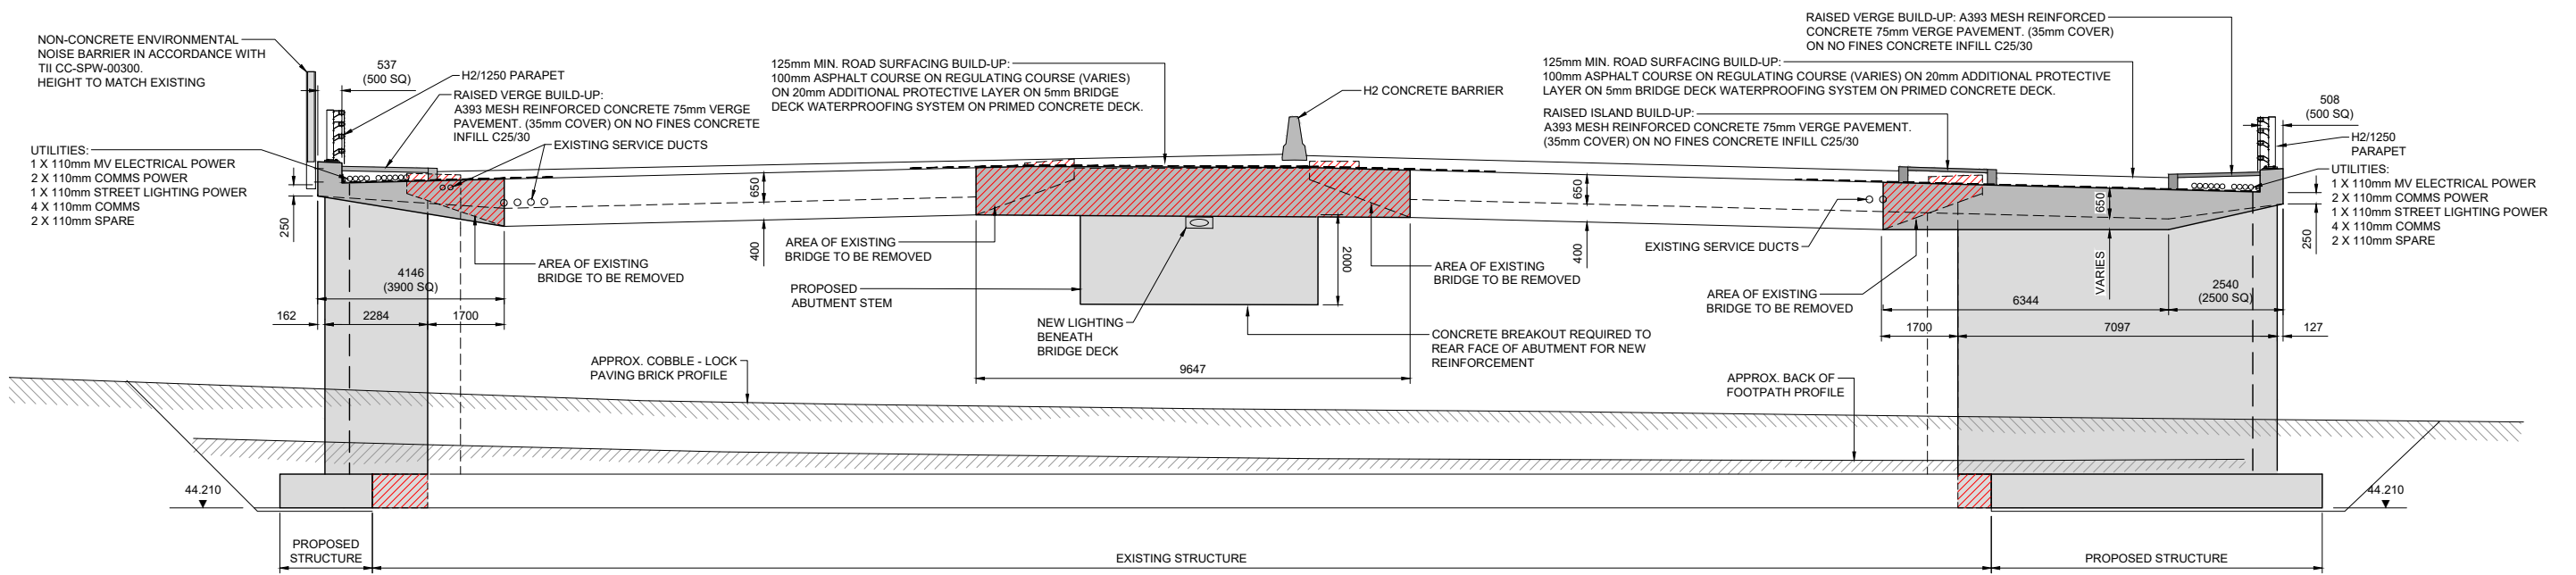 NON-CONCRETE ENVIRONMENTAL
NOISE BARRIER IN ACCORDANCE WITH
TII CC-SPW-00300.
HEIGHT TO MATCH EXISTING
537
(500 SQ)
H2/1250 PARAPET
RAISED VERGE BUILD-UP:
A393 MESH REINFORCED CONCRETE 75mm VERGE
PAVEMENT. (35mm COVER) ON NO FINES CONCRETE
INFILL C25/30
EXISTING SERVICE DUCTS
UTILITIES:
1 X 110mm MV ELECTRICAL POWER
2 X 110mm COMMS POWER
1 X 110mm STREET LIGHTING POWER
4 X 110mm COMMS
2 X 110mm SPARE
250
125mm MIN. ROAD SURFACING BUILD-UP:
100mm ASPHALT COURSE ON REGULATING COURSE (VARIES)
ON 20mm ADDITIONAL PROTECTIVE LAYER ON 5mm BRIDGE
DECK WATERPROOFING SYSTEM ON PRIMED CONCRETE DECK.
H2 CONCRETE BARRIER
RAISED VERGE BUILD-UP: A393 MESH REINFORCED
CONCRETE 75mm VERGE PAVEMENT. (35mm COVER)
ON NO FINES CONCRETE INFILL C25/30
125mm MIN. ROAD SURFACING BUILD-UP:
100mm ASPHALT COURSE ON REGULATING COURSE (VARIES) ON 20mm ADDITIONAL PROTECTIVE
LAYER ON 5mm BRIDGE DECK WATERPROOFING SYSTEM ON PRIMED CONCRETE DECK.
RAISED ISLAND BUILD-UP:
A393 MESH REINFORCED CONCRETE 75mm VERGE PAVEMENT.
(35mm COVER) ON NO FINES CONCRETE INFILL C25/30
508
(500 SQ)
H2/1250
PARAPET
UTILITIES:
1 X 110mm MV ELECTRICAL POWER
2 X 110mm COMMS POWER
1 X 110mm STREET LIGHTING POWER
4 X 110mm COMMS
2 X 110mm SPARE
650
400
650
400
650
VARIES
250
AREA OF EXISTING
BRIDGE TO BE REMOVED
4146
(3900 SQ)
162
2284
1700
AREA OF EXISTING
BRIDGE TO BE REMOVED
PROPOSED
ABUTMENT STEM
NEW LIGHTING
BENEATH
BRIDGE DECK
2000
AREA OF EXISTING
BRIDGE TO BE REMOVED
CONCRETE BREAKOUT REQUIRED TO
REAR FACE OF ABUTMENT FOR NEW
REINFORCEMENT
9647
EXISTING SERVICE DUCTS
AREA OF EXISTING
BRIDGE TO BE REMOVED
6344
2540
(2500 SQ)
1700
7097
127
APPROX. COBBLE - LOCK
PAVING BRICK PROFILE
APPROX. BACK OF
FOOTPATH PROFILE
44.210
44.210
PROPOSED
STRUCTURE
EXISTING STRUCTURE
PROPOSED STRUCTURE